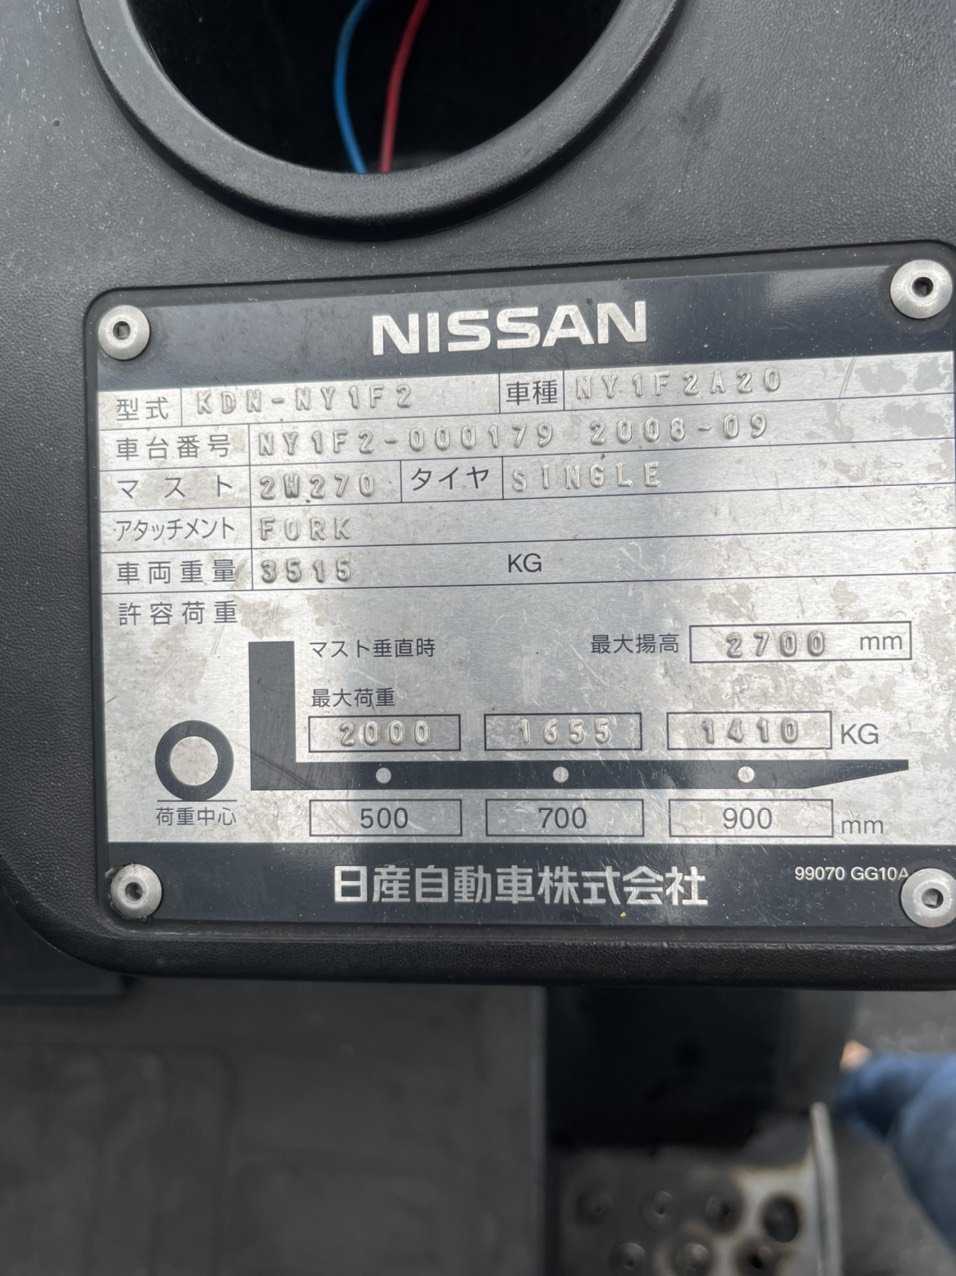 NISSAN
型式 KDN-NY1F2 車種 NY1F2A20
車台番号 NY1F2-000179 2008-09
マスト 2W270 タイヤ SINGLE
アタッチメント FORK
車両重量 3515 KG
許容荷重
マスト垂直時 最大揚高 2700 mm
最大荷重
2000 1655 1410 KG
荷重中心 500 700 900 mm
日産自動車株式会社 99070 GG10A